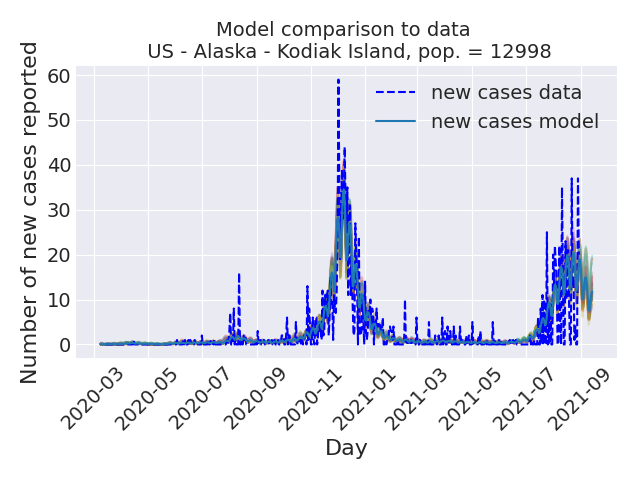 Model comparison to data
US - Alaska - Kodiak Island, pop. = 12998
Number of new cases reported
60
50
40
30
20
10
0
new cases data
new cases model
2020-03
2020-05
2020-07
2020-09
2020-11
2021-01
2021-03
2021-05
2021-07
2021-09
Day